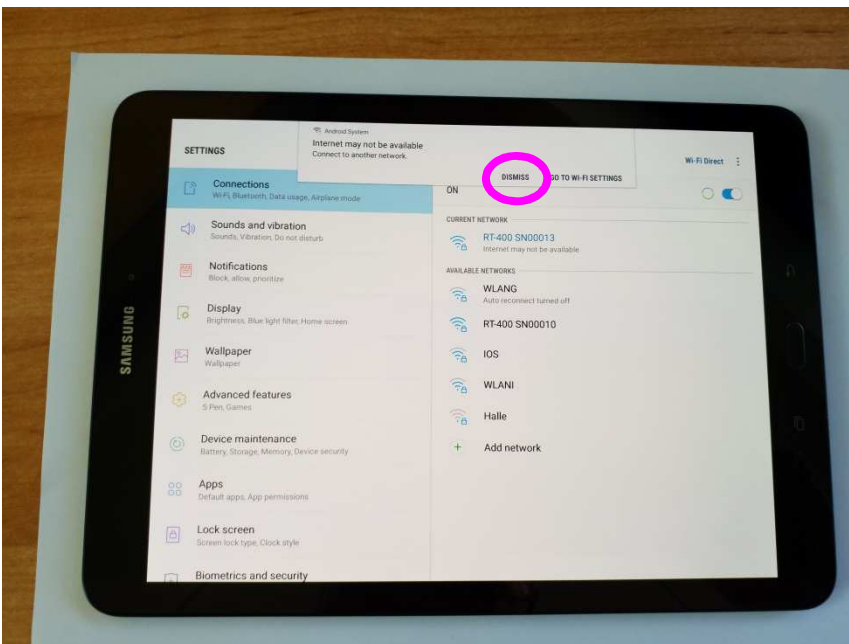 Android System
Internet may not be available
Connect to another network.
DISMISS
GO TO WI-FI SETTINGS
SETTINGS
Wi-Fi Direct
Connections
Wi-Fi, Bluetooth, Data usage, Airplane mode
Sounds and vibration
Sounds, Vibration, Do not disturb
Notifications
Block, allow, prioritize
Display
Brightness, Blue light filter, Home screen
Wallpaper
Wallpaper
Advanced features
S Pen, Games
Device maintenance
Battery, Storage, Memory, Device security
Apps
Default apps, App permissions
Lock screen
Screen lock type, Clock style
Biometrics and security
ON
CURRENT NETWORK
RT-400 SN00013
Internet may not be available.
AVAILABLE NETWORKS
WLANG
Auto reconnect turned off
RT-400 SN00010
IOS
WLANI
Halle
Add network
SAMSUNG